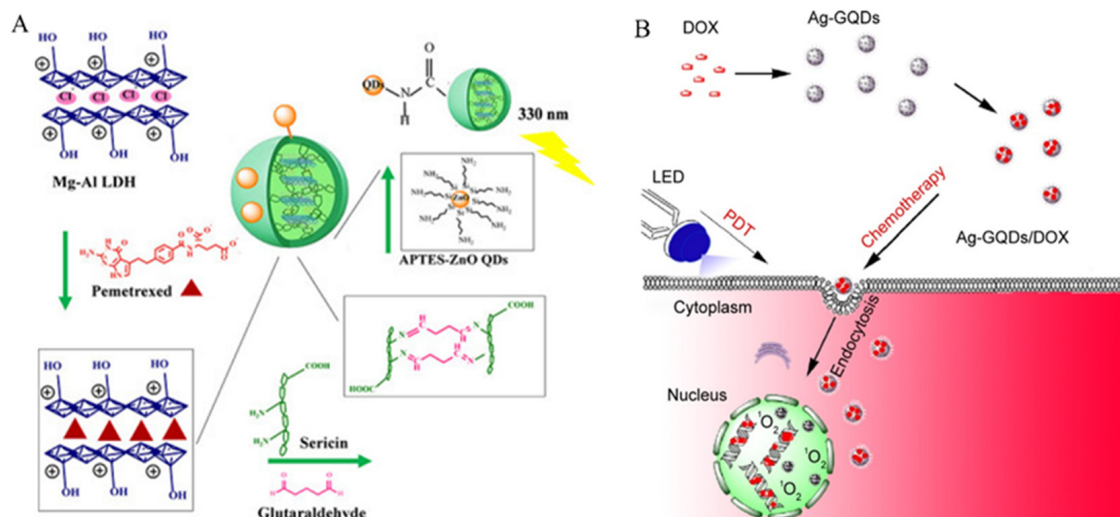 A
HO HO HO
⊕ ⊕ ⊕
Cl Cl Cl Cl
⊕ ⊕ ⊕
OH OH OH
Mg-Al LDH
Pemetrexed
HO HO HO
⊕ ⊕ ⊕
⊕ ⊕ ⊕
OH OH OH
QDs N H C O
330 nm
NH2
Si
ZnO
APTES-ZnO QDs
COOH
N H H N
N H H N
HOOC
COOH
H2N
H2N
Sericin
O O
H H
Glutaraldehyde
B
DOX
Ag-GQDs
LED
PDT
Chemotherapy
Ag-GQDs/DOX
Cytoplasm
Endocytosis
Nucleus
1O2
1O2
1O2